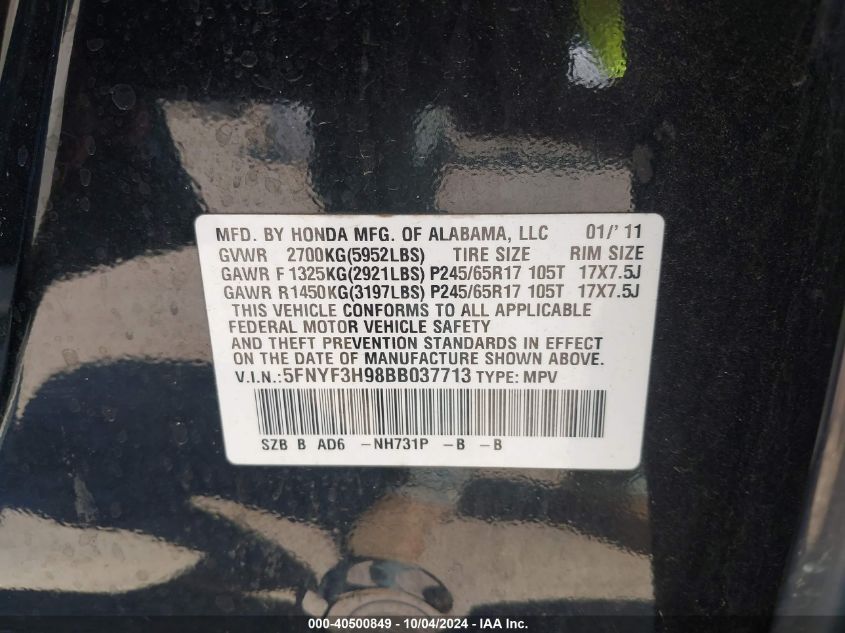 MFD. BY HONDA MFG. OF ALABAMA, LLC 01/'11
GVWR 2700KG(5952LBS) TIRE SIZE RIM SIZE
GAWR F 1325KG(2921LBS) P245/65R17 105T 17X7.5J
GAWR R1450KG(3197LBS) P245/65R17 105T 17X7.5J
THIS VEHICLE CONFORMS TO ALL APPLICABLE
FEDERAL MOTOR VEHICLE SAFETY
AND THEFT PREVENTION STANDARDS IN EFFECT
ON THE DATE OF MANUFACTURE SHOWN ABOVE.
V.I.N.:5FNYF3H98BB037713 TYPE: MPV
SZB B AD6 -NH731P -B -B
000-40500849 - 10/04/2024 - IAA Inc.